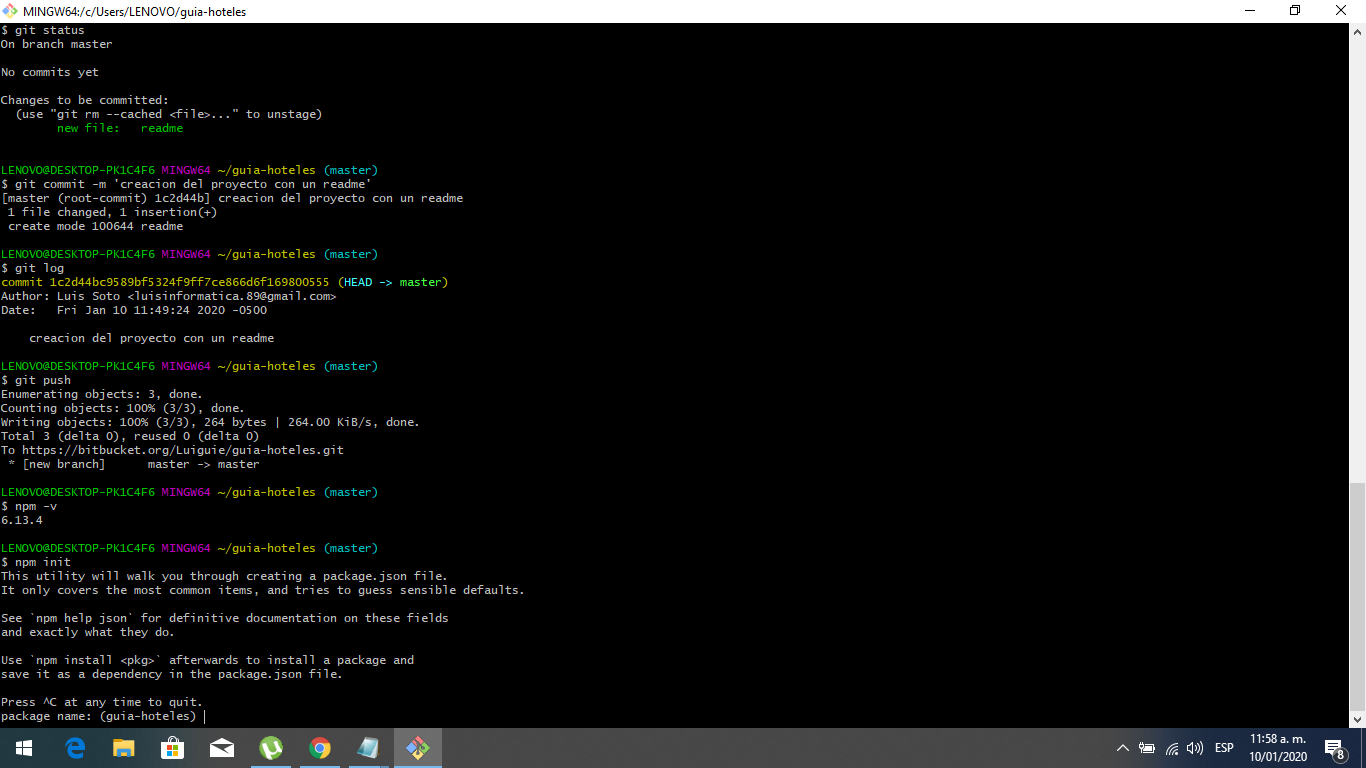 MINGW64:/c/Users/LENOVO/guia-hoteles
$ git status
On branch master
No commits yet
Changes to be committed:
(use "git rm --cached <file>..." to unstage)
new file:   readme
LENOVO@DESKTOP-PK1C4F6 MINGW64 ~/guia-hoteles (master)
$ git commit -m 'creacion del proyecto con un readme'
[master (root-commit) 1c2d44b] creacion del proyecto con un readme
1 file changed, 1 insertion(+)
create mode 100644 readme
LENOVO@DESKTOP-PK1C4F6 MINGW64 ~/guia-hoteles (master)
$ git log
commit 1c2d44bc9589bf5324f9ff7ce866d6f169800555 (HEAD -> master)
Author: Luis Soto <luisinformatica.89@gmail.com>
Date:   Fri Jan 10 11:49:24 2020 -0500
creacion del proyecto con un readme
LENOVO@DESKTOP-PK1C4F6 MINGW64 ~/guia-hoteles (master)
$ git push
Enumerating objects: 3, done.
Counting objects: 100% (3/3), done.
Writing objects: 100% (3/3), 264 bytes | 264.00 KiB/s, done.
Total 3 (delta 0), reused 0 (delta 0)
To https://bitbucket.org/Luiguie/guia-hoteles.git
* [new branch]      master -> master
LENOVO@DESKTOP-PK1C4F6 MINGW64 ~/guia-hoteles (master)
$ npm -v
6.13.4
LENOVO@DESKTOP-PK1C4F6 MINGW64 ~/guia-hoteles (master)
$ npm init
This utility will walk you through creating a package.json file.
It only covers the most common items, and tries to guess sensible defaults.
See `npm help json` for definitive documentation on these fields
and exactly what they do.
Use `npm install <pkg>` afterwards to install a package and
save it as a dependency in the package.json file.
Press ^C at any time to quit.
package name: (guia-hoteles)
ESP
11:58 a. m.
10/01/2020
8